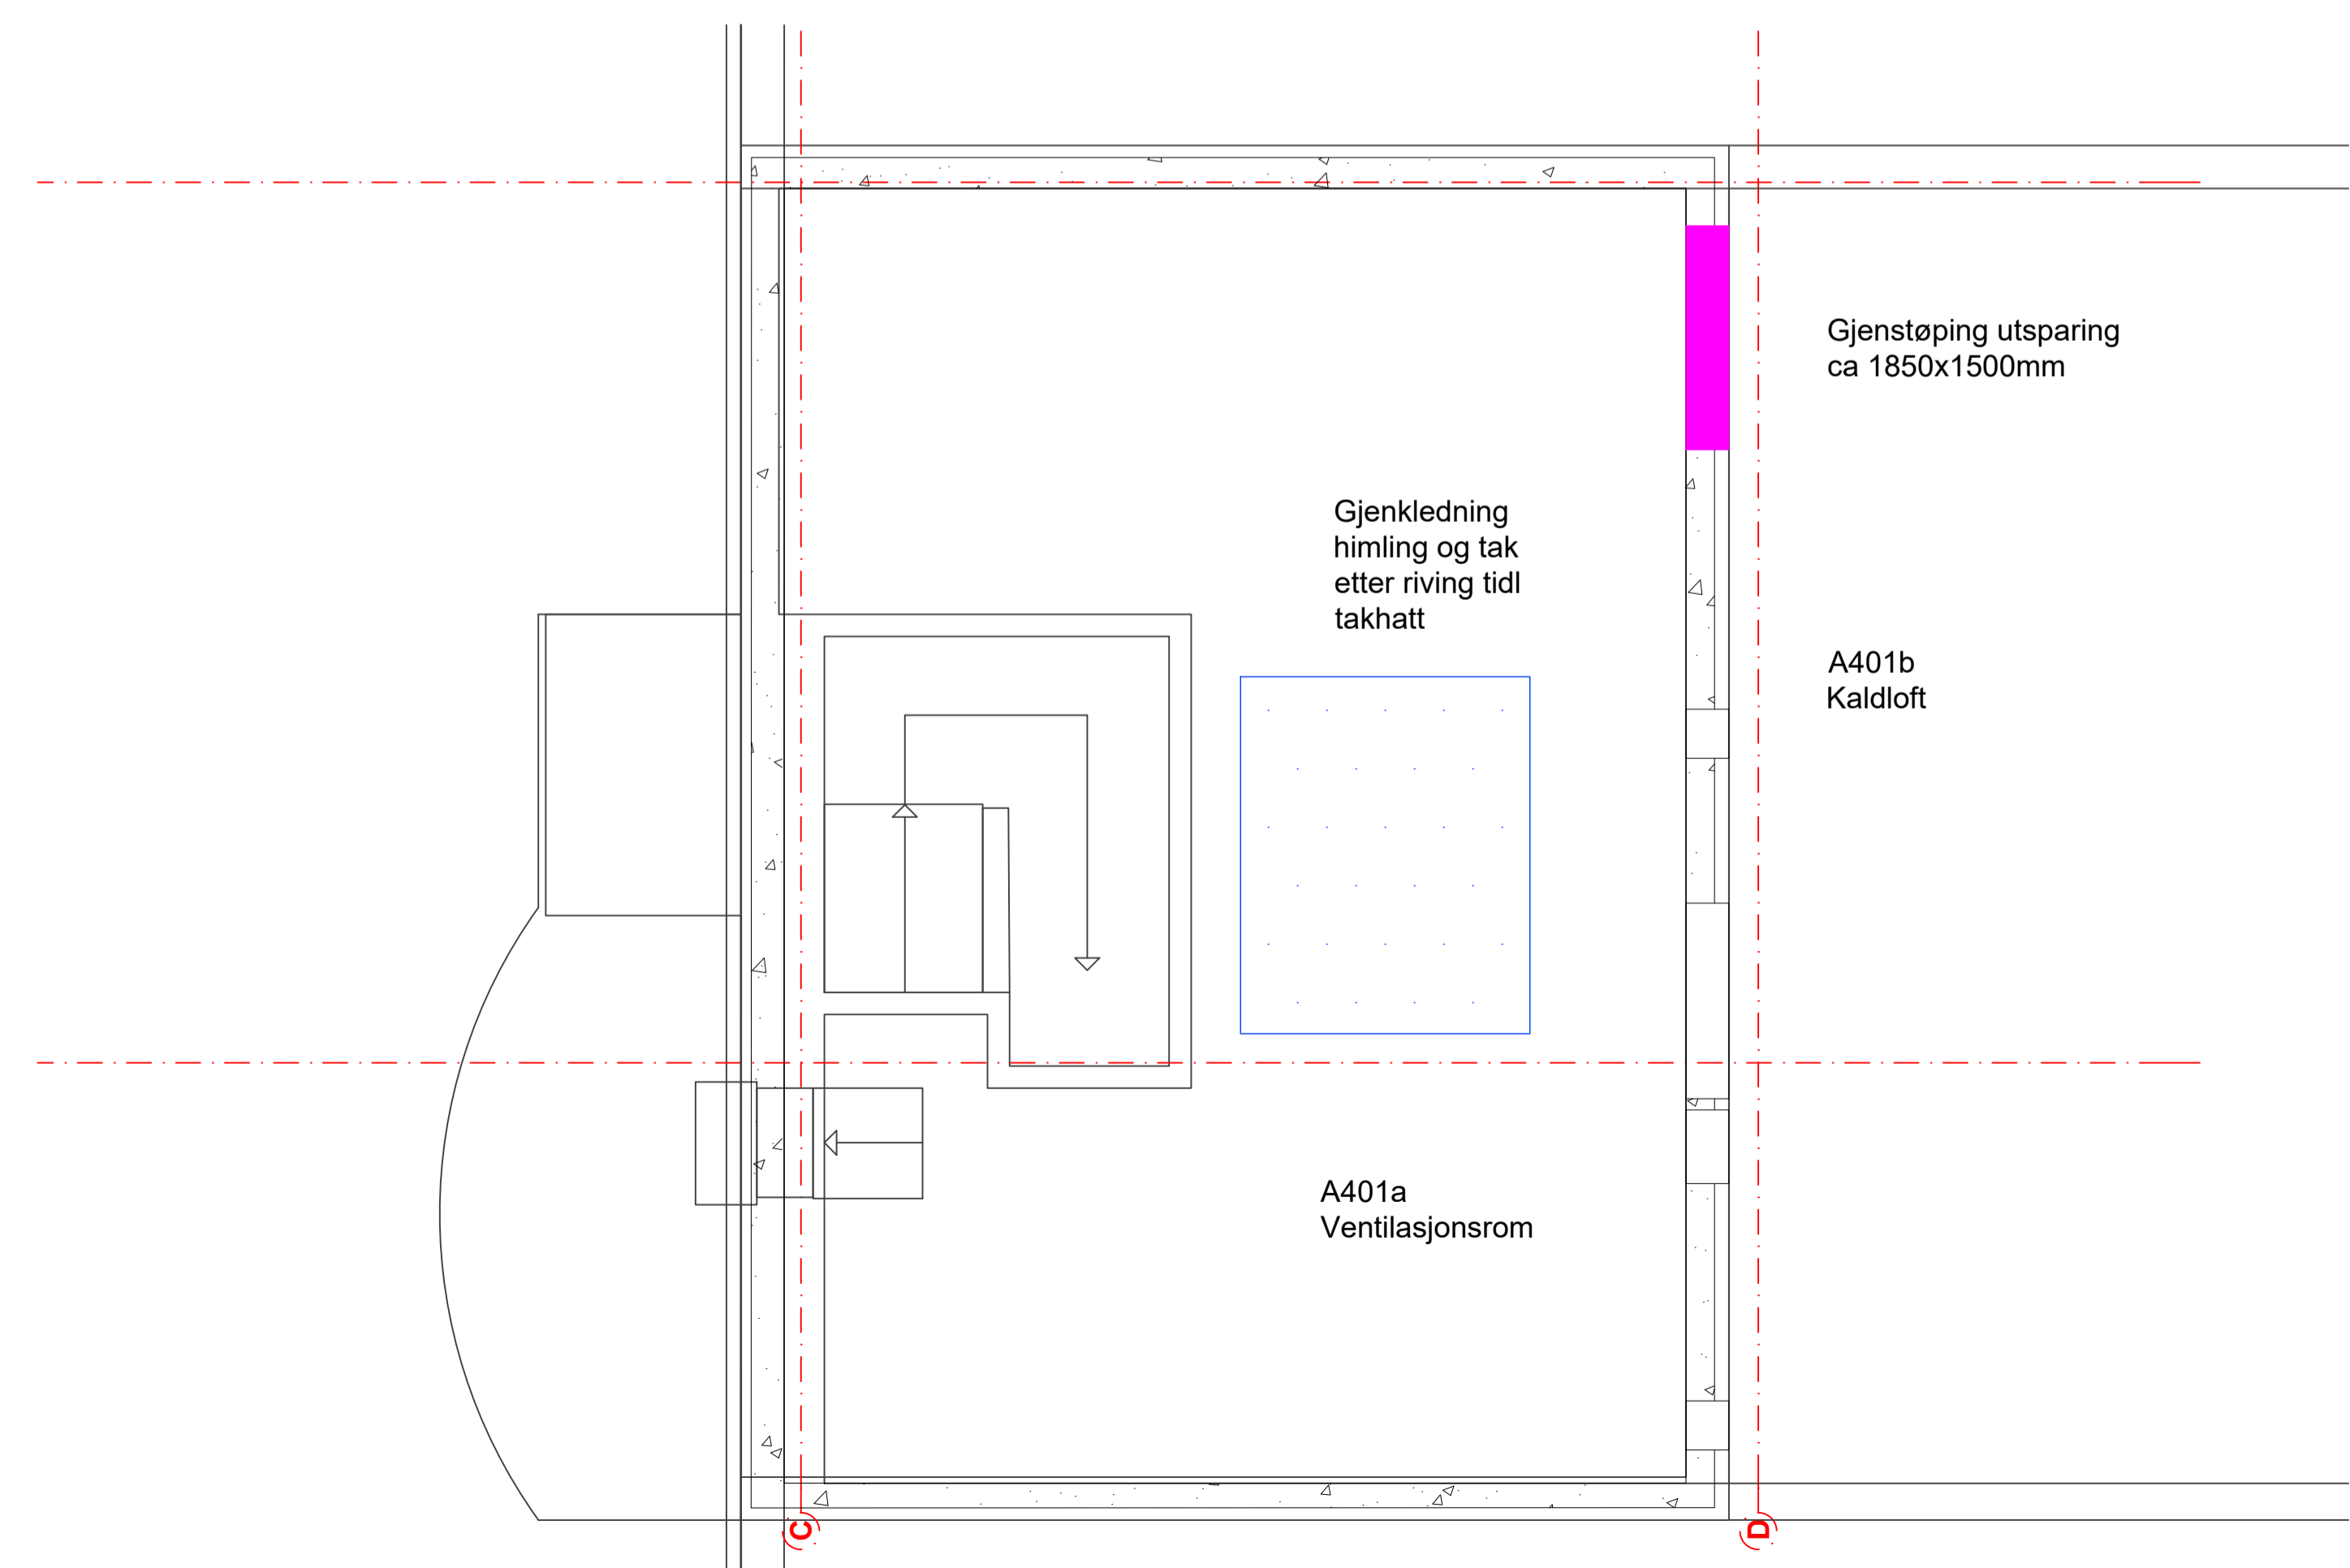 Gjenstøping utsparing
ca 1850x1500mm
Gjenkledning
himling og tak
etter riving tidl
takhatt
A401b
Kaldloft
A401a
Ventilasjonsrom
C
D